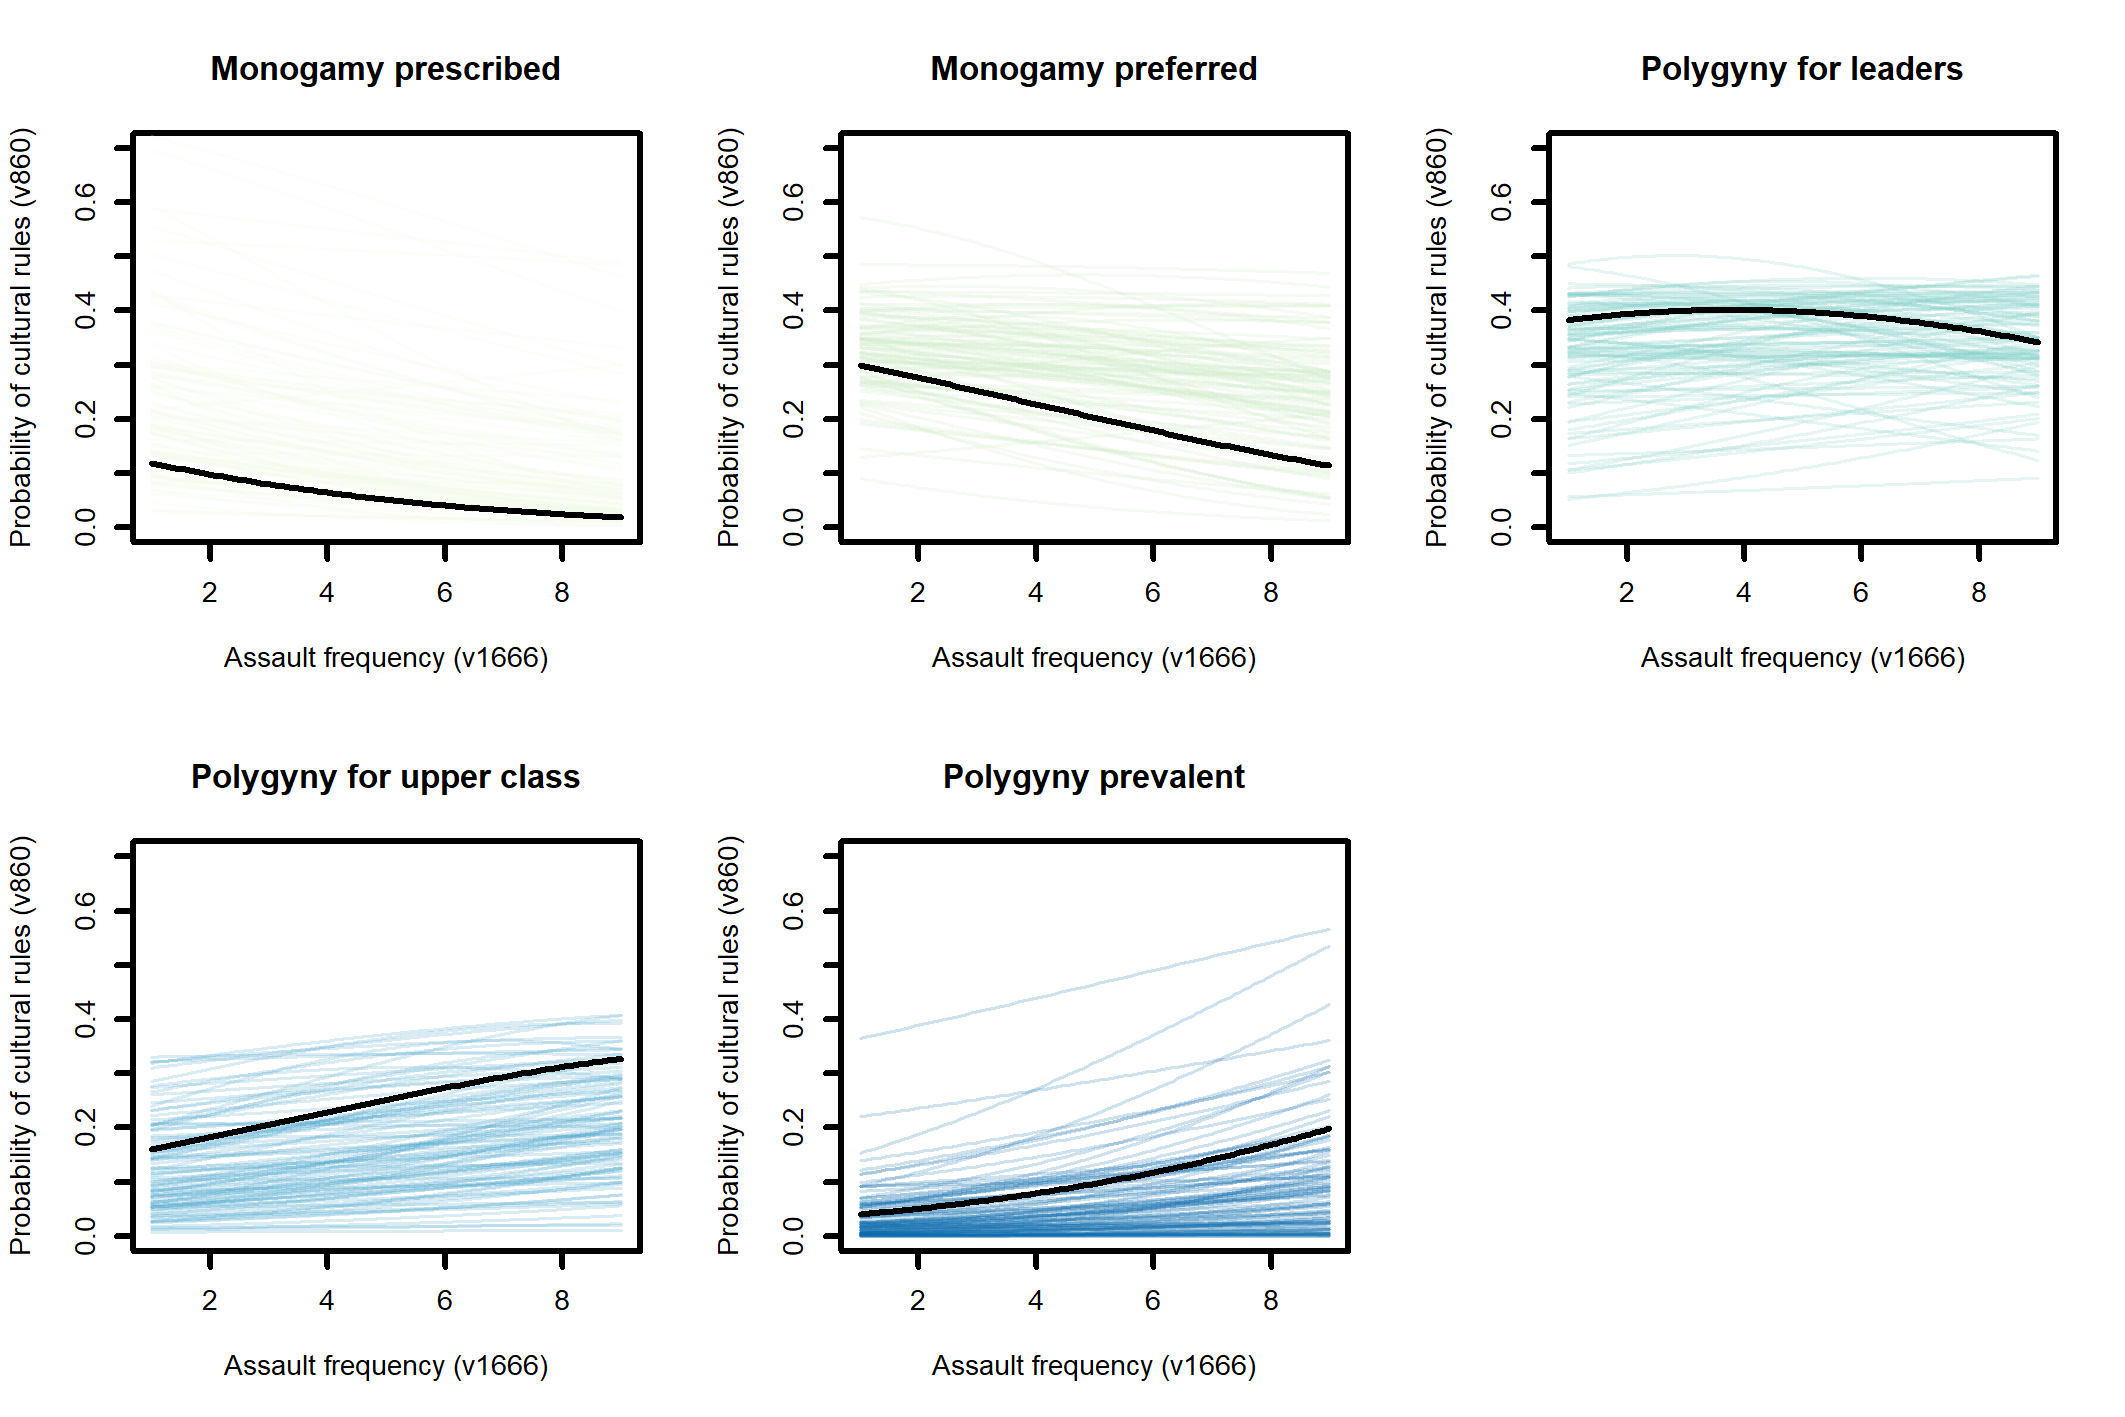 Monogamy prescribed
Probability of cultural rules (v860)
0.0 0.2 0.4 0.6
2 4 6 8
Assault frequency (v1666)
Monogamy preferred
Probability of cultural rules (v860)
0.0 0.2 0.4 0.6
2 4 6 8
Assault frequency (v1666)
Polygyny for leaders
Probability of cultural rules (v860)
0.0 0.2 0.4 0.6
2 4 6 8
Assault frequency (v1666)
Polygyny for upper class
Probability of cultural rules (v860)
0.0 0.2 0.4 0.6
2 4 6 8
Assault frequency (v1666)
Polygyny prevalent
Probability of cultural rules (v860)
0.0 0.2 0.4 0.6
2 4 6 8
Assault frequency (v1666)